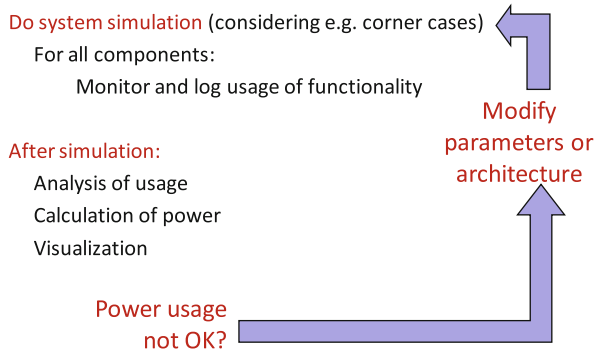 Do system simulation (considering e.g. corner cases)
For all components:
Monitor and log usage of functionality
After simulation:
Analysis of usage
Calculation of power
Visualization
Power usage
not OK?
Modify
parameters or
architecture